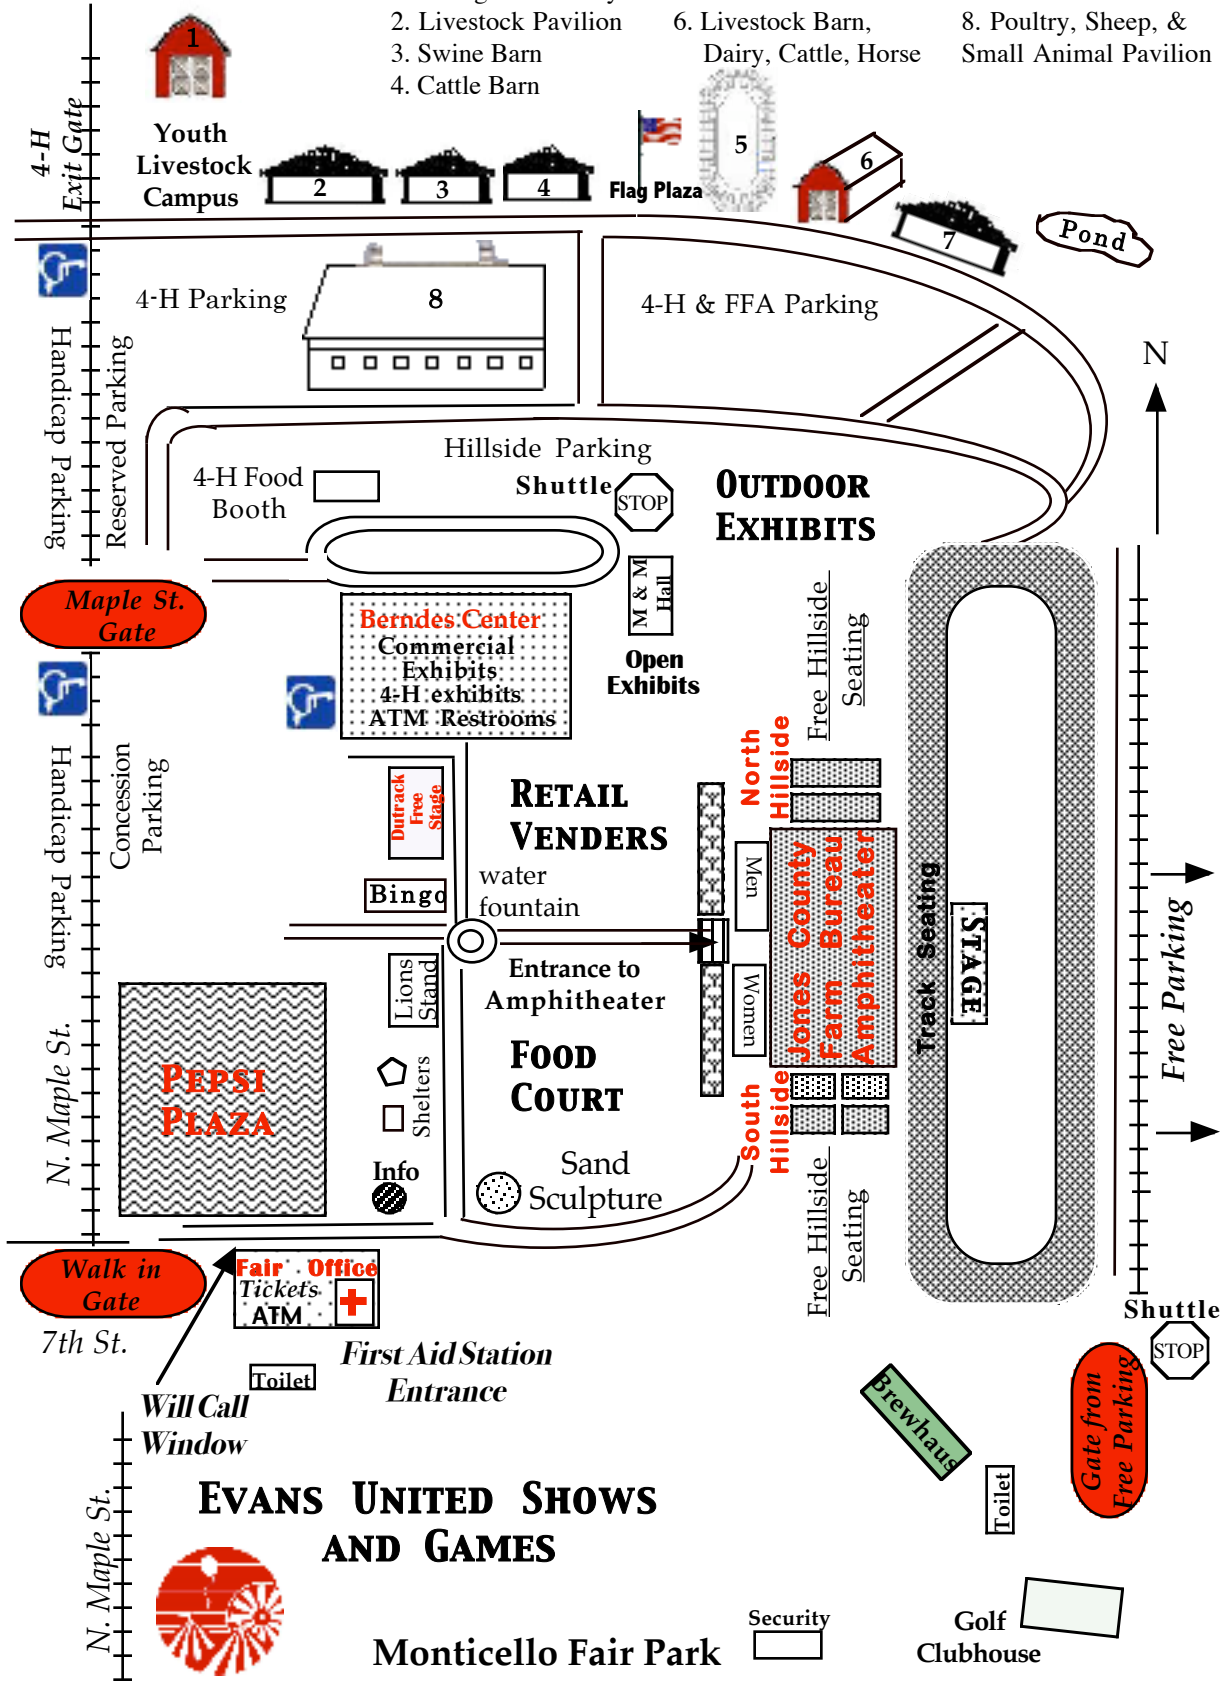 2. Livestock Pavilion
3. Swine Barn
4. Cattle Barn
6. Livestock Barn,
Dairy, Cattle, Horse
8. Poultry, Sheep, &
Small Animal Pavilion
1
4-H
Exit Gate
Youth
Livestock
Campus
2
3
4
Flag Plaza
5
6
7
Pond
4-H Parking
8
4-H & FFA Parking
N
Handicap Parking
Reserved Parking
Hillside Parking
4-H Food
Booth
Shuttle
STOP
OUTDOOR
EXHIBITS
Maple St.
Gate
Berndes Center
Commercial
Exhibits
4-H exhibits
ATM Restrooms
M & M
Hall
Open
Exhibits
Free Hillside
Seating
North
Hillside
Handicap Parking
Concession
Parking
Dutrack
Free
Stage
RETAIL
VENDERS
Bingo
water
fountain
Men
Women
Jones County
Farm Bureau
Amphitheater
Track Seating
STAGE
Free Parking
Entrance to
Amphitheater
Lions
Stand
FOOD
COURT
N. Maple St.
PEPSI
PLAZA
Shelters
South
Hillside
Info
Sand
Sculpture
Free Hillside
Seating
Walk in
Gate
7th St.
Fair Office
Tickets
ATM
First Aid Station
Entrance
Toilet
Will Call
Window
Shuttle
STOP
Gate from
Free Parking
Brewhaus
Toilet
EVANS UNITED SHOWS
AND GAMES
N. Maple St.
Monticello Fair Park
Security
Golf
Clubhouse